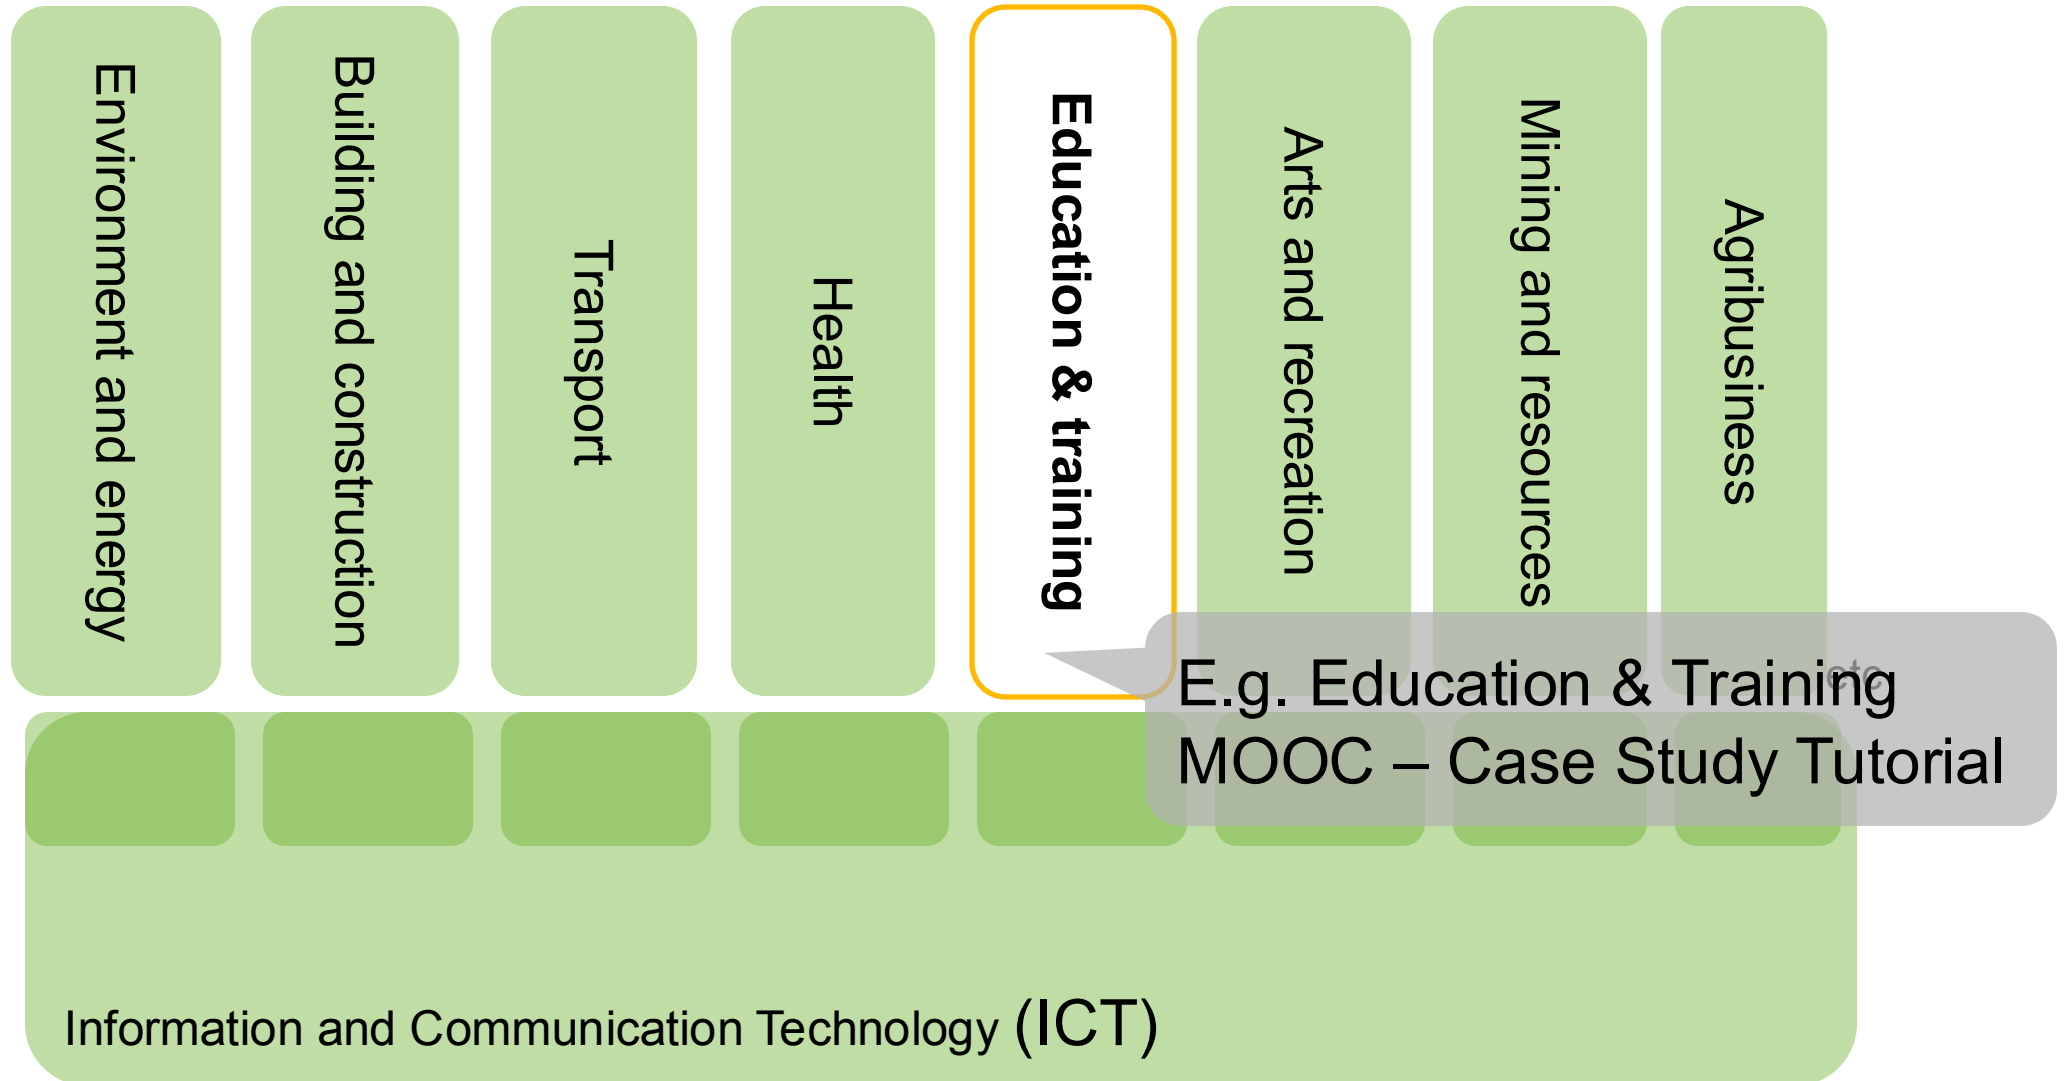 Environment and energy
Building and construction
Transport
Health
Education & training
Arts and recreation
Mining and resources
Agribusiness
etc
E.g. Education & Training
MOOC – Case Study Tutorial
Information and Communication Technology (ICT)